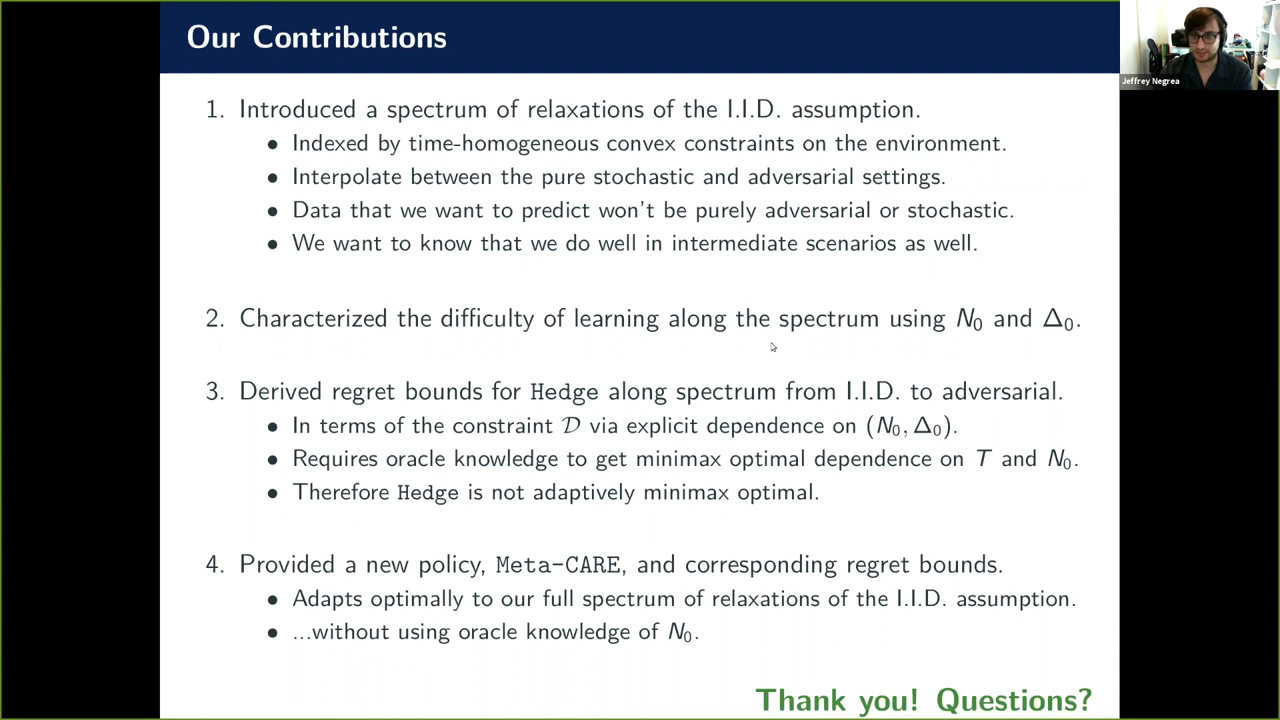 Our Contributions
Jeffrey Negrea
1. Introduced a spectrum of relaxations of the I.I.D. assumption.
• Indexed by time-homogeneous convex constraints on the environment.
• Interpolate between the pure stochastic and adversarial settings.
• Data that we want to predict won't be purely adversarial or stochastic.
• We want to know that we do well in intermediate scenarios as well.
2. Characterized the difficulty of learning along the spectrum using N₀ and Δ₀.
3. Derived regret bounds for Hedge along spectrum from I.I.D. to adversarial.
• In terms of the constraint 𝒟 via explicit dependence on (N₀, Δ₀).
• Requires oracle knowledge to get minimax optimal dependence on T and N₀.
• Therefore Hedge is not adaptively minimax optimal.
4. Provided a new policy, Meta-CARE, and corresponding regret bounds.
• Adapts optimally to our full spectrum of relaxations of the I.I.D. assumption.
• ...without using oracle knowledge of N₀.
Thank you! Questions?